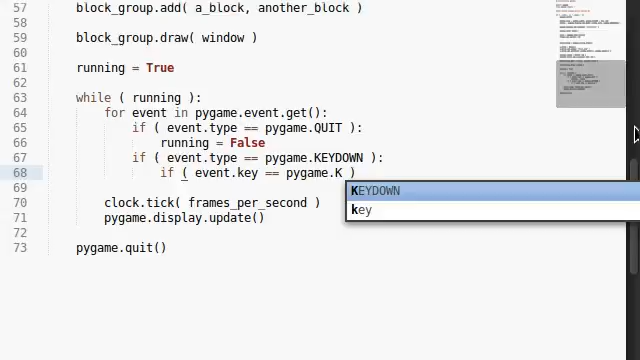 57 block_group.add( a_block, another_block )
58
59 block_group.draw( window )
60
61 running = True
62
63 while ( running ):
64 for event in pygame.event.get():
65 if ( event.type == pygame.QUIT ):
66 running = False
67 if ( event.type == pygame.KEYDOWN ):
68 if ( event.key == pygame.K )
KEYDOWN
69
key
70 clock.tick( frames_per_second )
71 pygame.display.update()
72
73 pygame.quit()